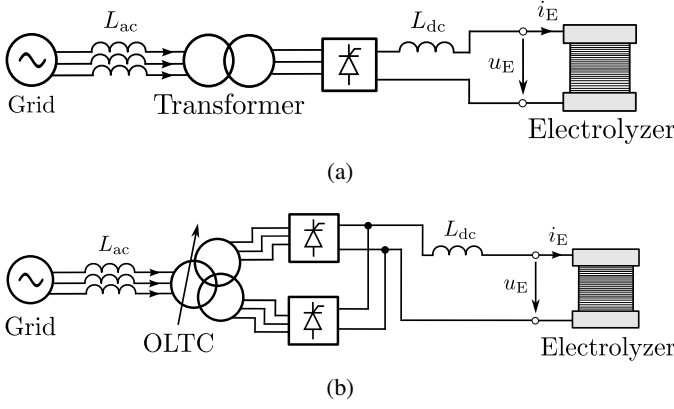 L_ac
L_dc
i_E
u_E
Grid
Transformer
Electrolyzer
(a)
L_ac
L_dc
i_E
u_E
Grid
OLTC
Electrolyzer
(b)